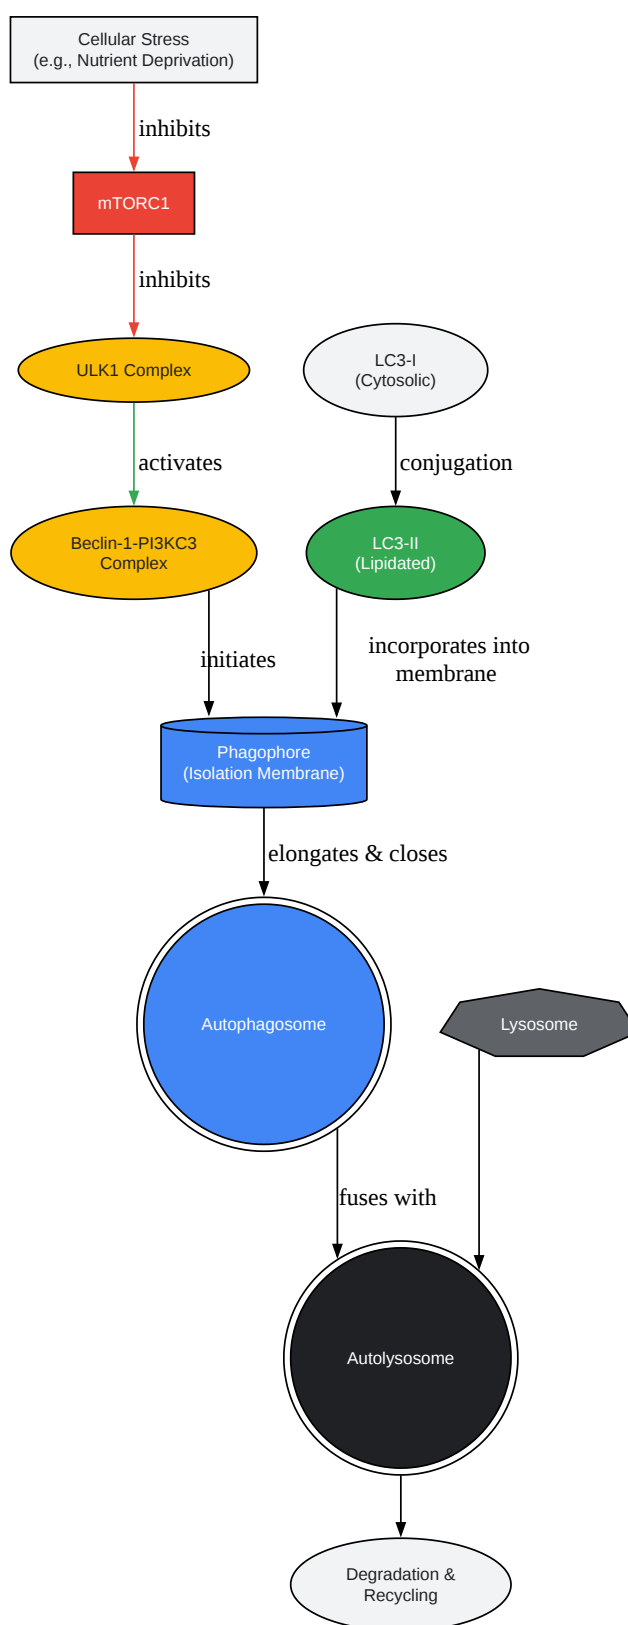 Cellular Stress
(e.g., Nutrient Deprivation)
inhibits
mTORC1
inhibits
ULK1 Complex
LC3-I
(Cytosolic)
activates
conjugation
Beclin-1-PI3KC3
Complex
LC3-II
(Lipidated)
initiates
incorporates into
membrane
Phagophore
(Isolation Membrane)
elongates & closes
Autophagosome
Lysosome
fuses with
Autolysosome
Degradation &
Recycling